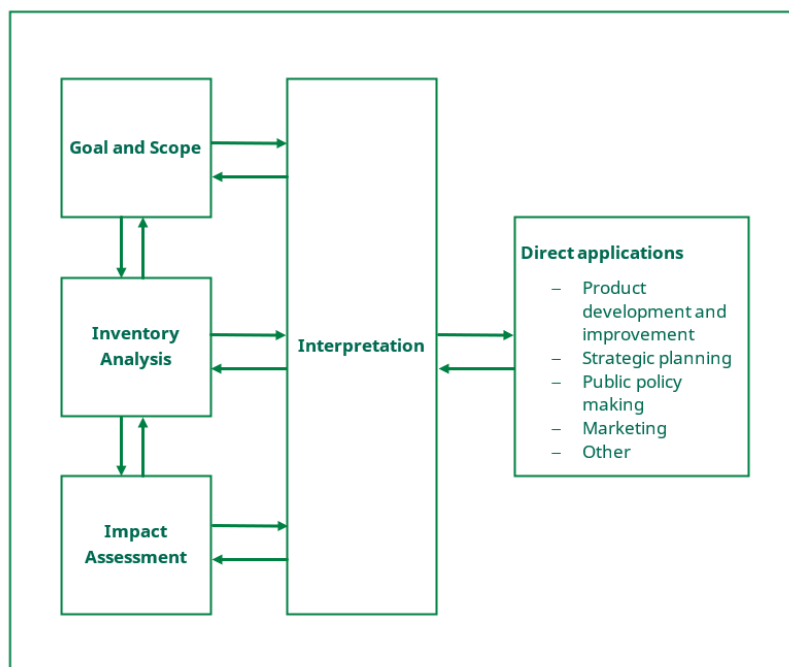 Goal and Scope
Inventory
Analysis
Impact
Assessment
Interpretation
Direct applications
– Product
development and
improvement
– Strategic planning
– Public policy
making
– Marketing
– Other